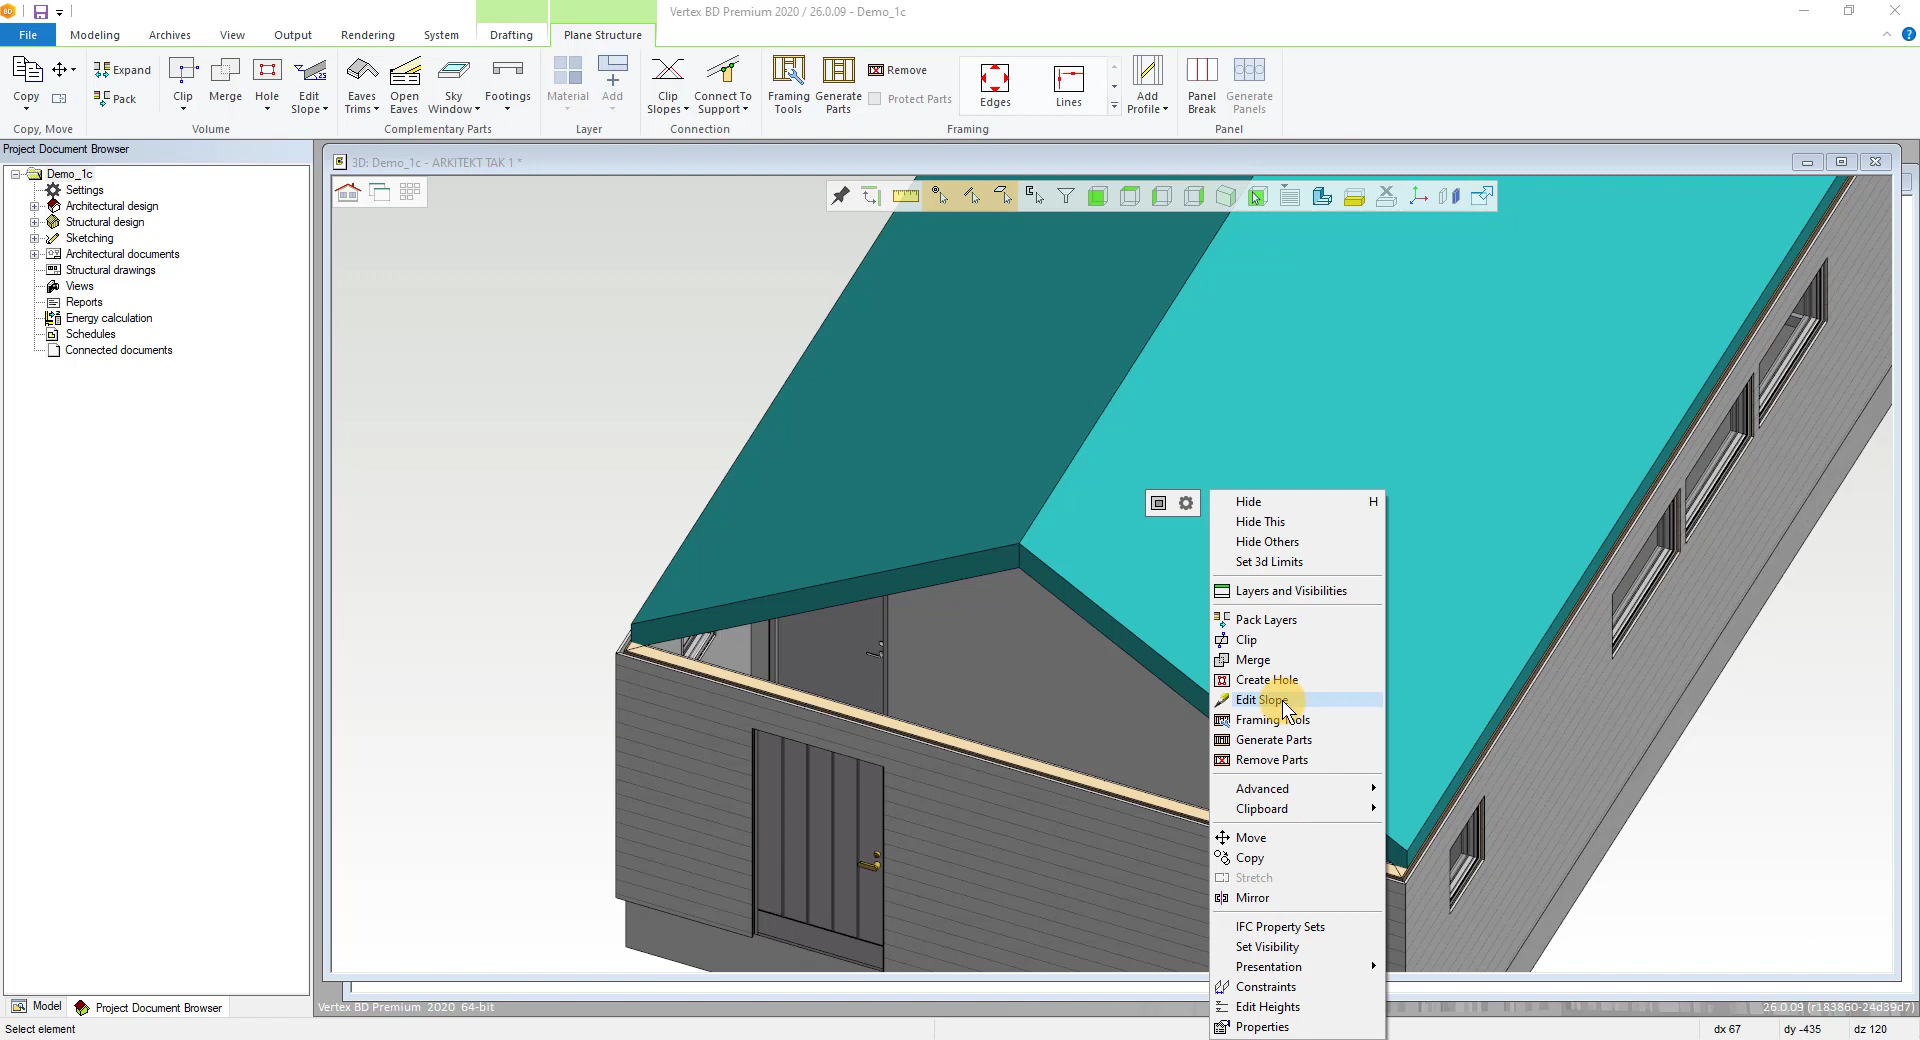 BD
Vertex BD Premium 2020 / 26.0.09 - Demo_1c
File Modeling Archives View Output Rendering System Drafting Plane Structure
Copy
Expand
Pack
Clip
Merge
Hole
Edit
Slope
Eaves
Trims
Open
Eaves
Sky
Window
Footings
Material
Add
Clip
Slopes
Connect To
Support
Framing
Tools
Generate
Parts
Remove
Protect Parts
Edges
Lines
Add
Profile
Panel
Break
Generate
Panels
Copy, Move Volume Complementary Parts Layer Connection Framing Panel
Project Document Browser
Demo_1c
Settings
Architectural design
Structural design
Sketching
Architectural documents
Structural drawings
Views
Reports
Energy calculation
Schedules
Connected documents
3D: Demo_1c - ARKITEKT TAK 1 *
Hide H
Hide This
Hide Others
Set 3d Limits
Layers and Visibilities
Pack Layers
Clip
Merge
Create Hole
Edit Slope
Framing Tools
Generate Parts
Remove Parts
Advanced
Clipboard
Move
Copy
Stretch
Mirror
IFC Property Sets
Set Visibility
Presentation
Constraints
Edit Heights
Properties
Model Project Document Browser
Vertex BD Premium 2020 64-bit
26.0.09 (r183860-24d39d7)
Select element
dx 67 dy -435 dz 120